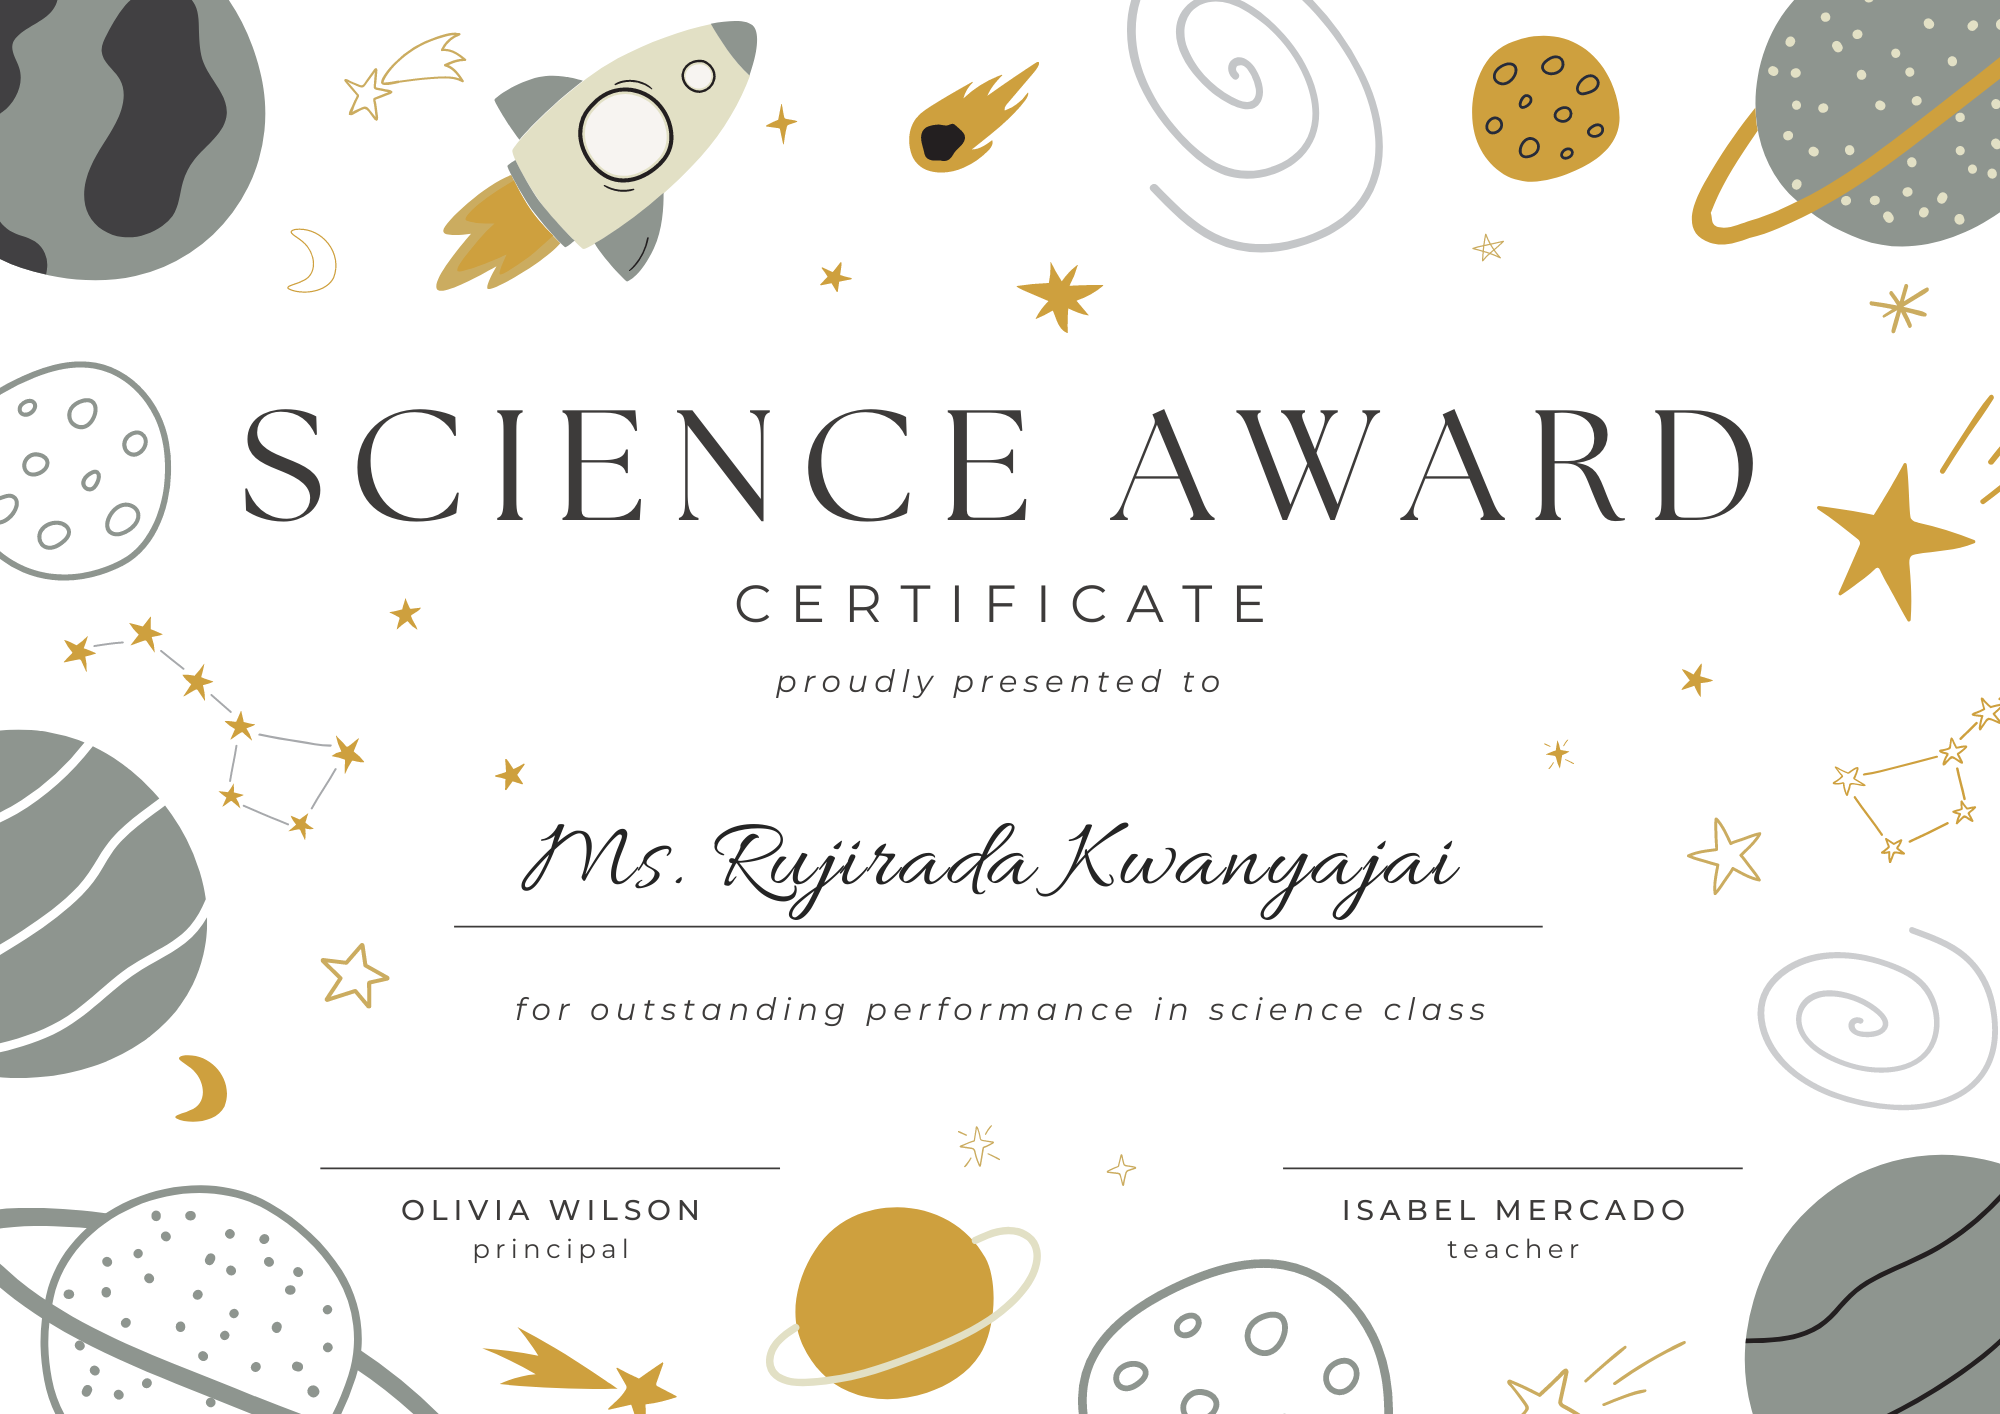 SCIENCE AWARD
CERTIFICATE
proudly presented to
Ms. Rujirada Kwanyajai
for outstanding performance in science class
OLIVIA WILSON
principal
ISABEL MERCADO
teacher